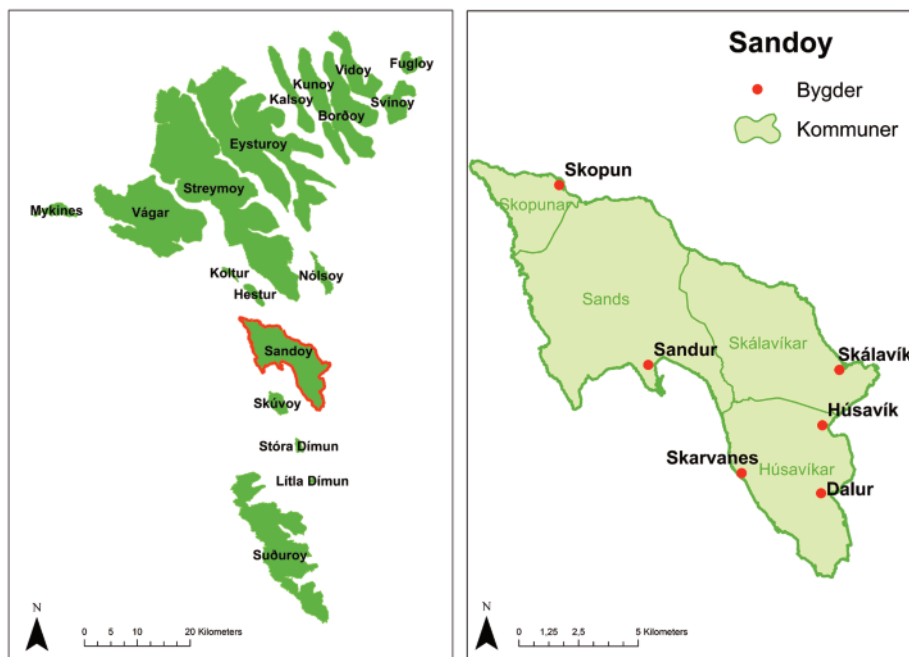 Fugloy
Vidoy
Kunoy
Kalsoy
Svínoy
Borðoy
Eysturoy
Streymoy
Mykines
Vágar
Koltur
Nólsoy
Hestur
Sandoy
Skúvoy
Stóra Dímun
Lítla Dímun
Suðuroy
N
0 5 10 20 Kilometers
Sandoy
Bygder
Kommuner
Skopun
Skopunar
Sands
Sandur
Skálavíkar
Skálavík
Húsavík
Skarvanes
Húsavíkar
Dalur
N
0 1,25 2,5 5 Kilometers